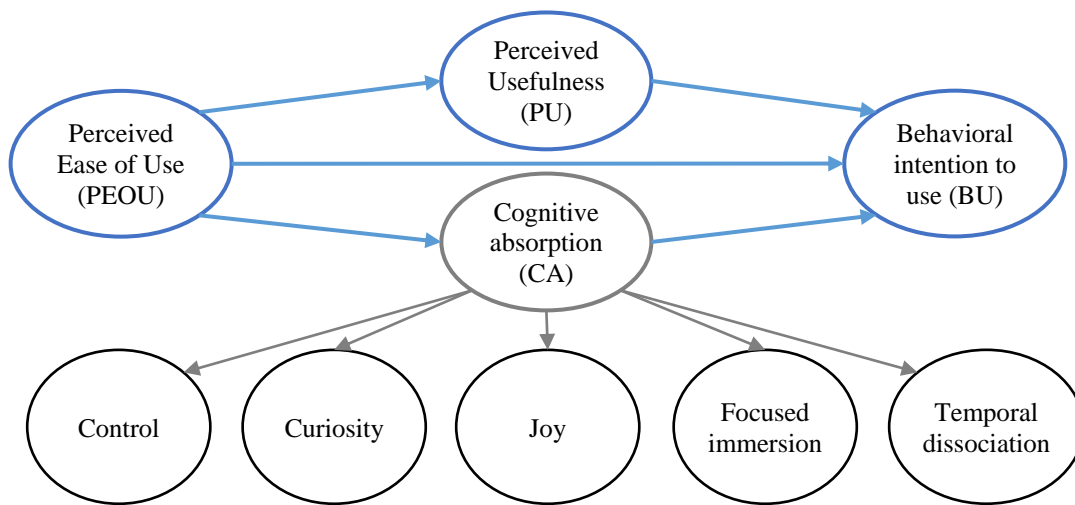 Perceived
Usefulness
(PU)
Perceived
Ease of Use
(PEOU)
Behavioral
intention to
use (BU)
Cognitive
absorption
(CA)
Control
Curiosity
Joy
Focused
immersion
Temporal
dissociation